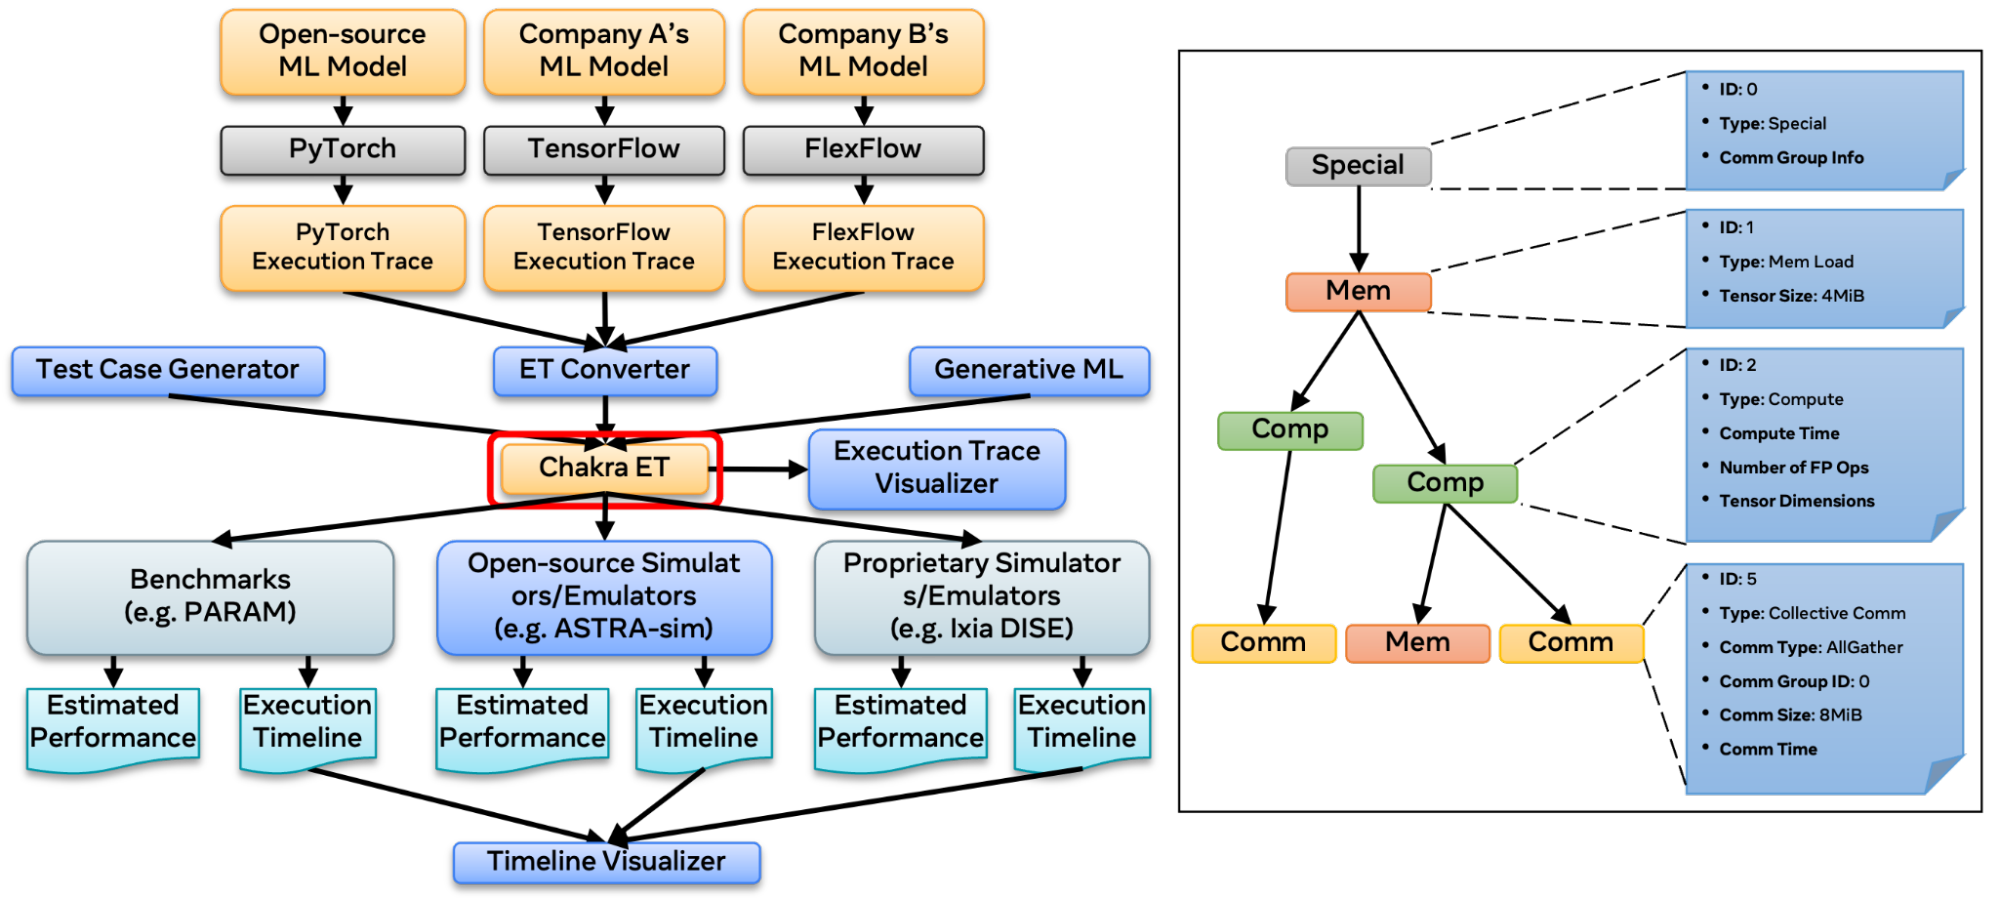 Open-source
ML Model
Company A's
ML Model
Company B's
ML Model
PyTorch
TensorFlow
FlexFlow
PyTorch
Execution Trace
TensorFlow
Execution Trace
FlexFlow
Execution Trace
Test Case Generator
ET Converter
Generative ML
Chakra ET
Execution Trace
Visualizer
Benchmarks
(e.g. PARAM)
Open-source Simulat
ors/Emulators
(e.g. ASTRA-sim)
Proprietary Simulator
s/Emulators
(e.g. Ixia DISE)
Estimated
Performance
Execution
Timeline
Estimated
Performance
Execution
Timeline
Estimated
Performance
Execution
Timeline
Timeline Visualizer
Special
Mem
Comp
Comp
Comm
Mem
Comm
• ID: 0
• Type: Special
• Comm Group Info
• ID: 1
• Type: Mem Load
• Tensor Size: 4MiB
• ID: 2
• Type: Compute
• Compute Time
• Number of FP Ops
• Tensor Dimensions
• ID: 5
• Type: Collective Comm
• Comm Type: AllGather
• Comm Group ID: 0
• Comm Size: 8MiB
• Comm Time